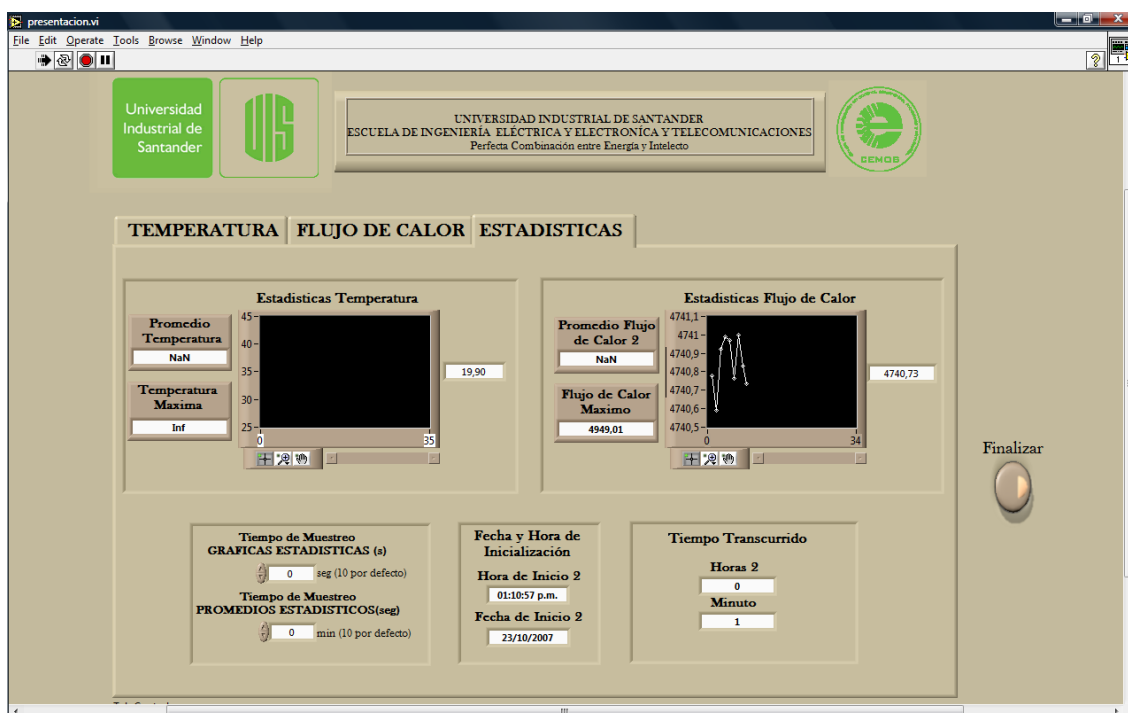 presentacion.vi
File Edit Operate Tools Browse Window Help
1
Universidad
Industrial de
Santander
UIS
UNIVERSIDAD INDUSTRIAL DE SANTANDER
ESCUELA DE INGENIERÍA ELÉCTRICA Y ELECTRONÍCA Y TELECOMUNICACIONES
Perfecta Combinación entre Energía y Intelecto
CEMOS
TEMPERATURA FLUJO DE CALOR ESTADISTICAS
Estadisticas Temperatura
Promedio
Temperatura
NaN
Temperatura
Maxima
Inf
45
40
35
30
25
0 35
19,90
Estadisticas Flujo de Calor
Promedio Flujo
de Calor 2
NaN
Flujo de Calor
Maximo
4949,01
4741,1
4741
4740,9
4740,8
4740,7
4740,6
4740,5
0 34
4740,73
Finalizar
Tiempo de Muestreo
GRAFICAS ESTADISTICAS (s)
0 seg (10 por defecto)
Tiempo de Muestreo
PROMEDIOS ESTADISTICOS(seg)
0 min (10 por defecto)
Fecha y Hora de
Inicialización
Hora de Inicio 2
01:10:57 p.m.
Fecha de Inicio 2
23/10/2007
Tiempo Transcurrido
Horas 2
0
Minuto
1